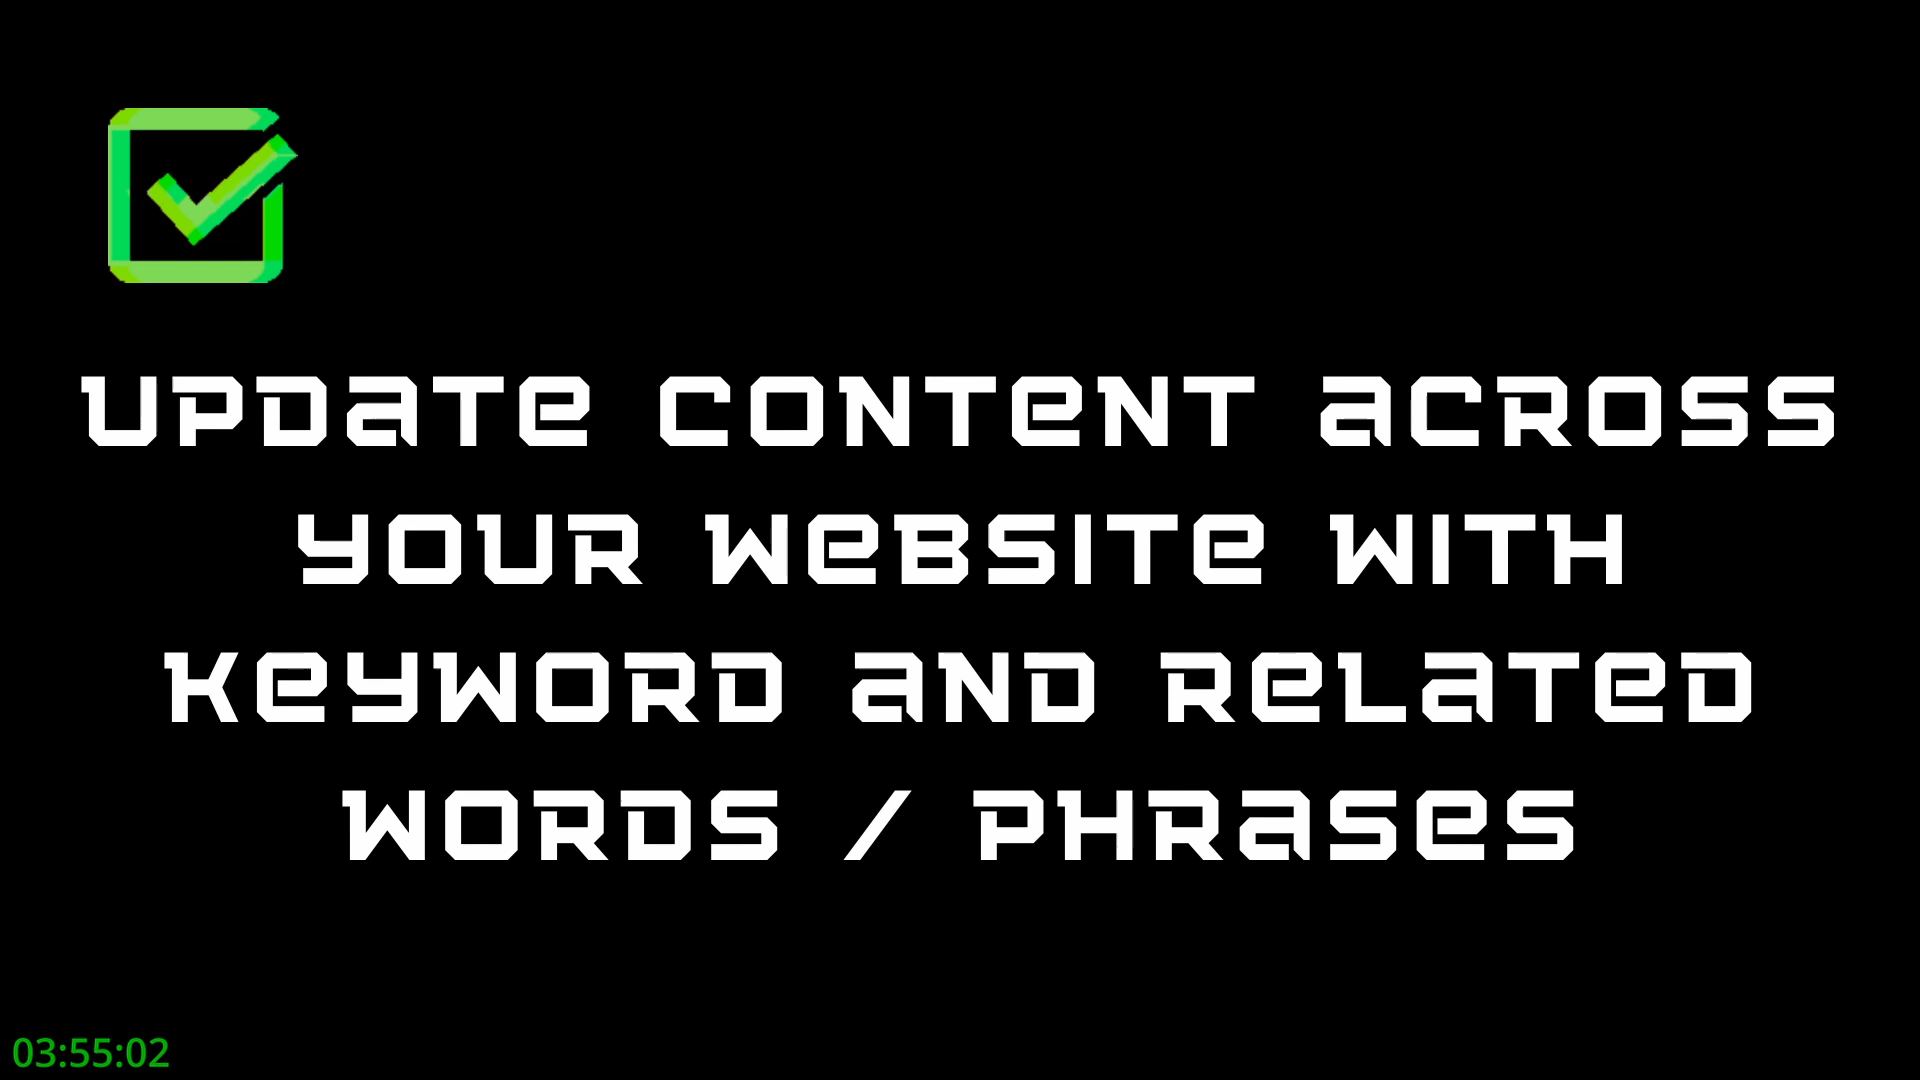 UPDATE CONTENT ACROSS
YOUR WEBSITE WITH
KEYWORD AND RELATED
WORDS / PHRASES
03:55:02